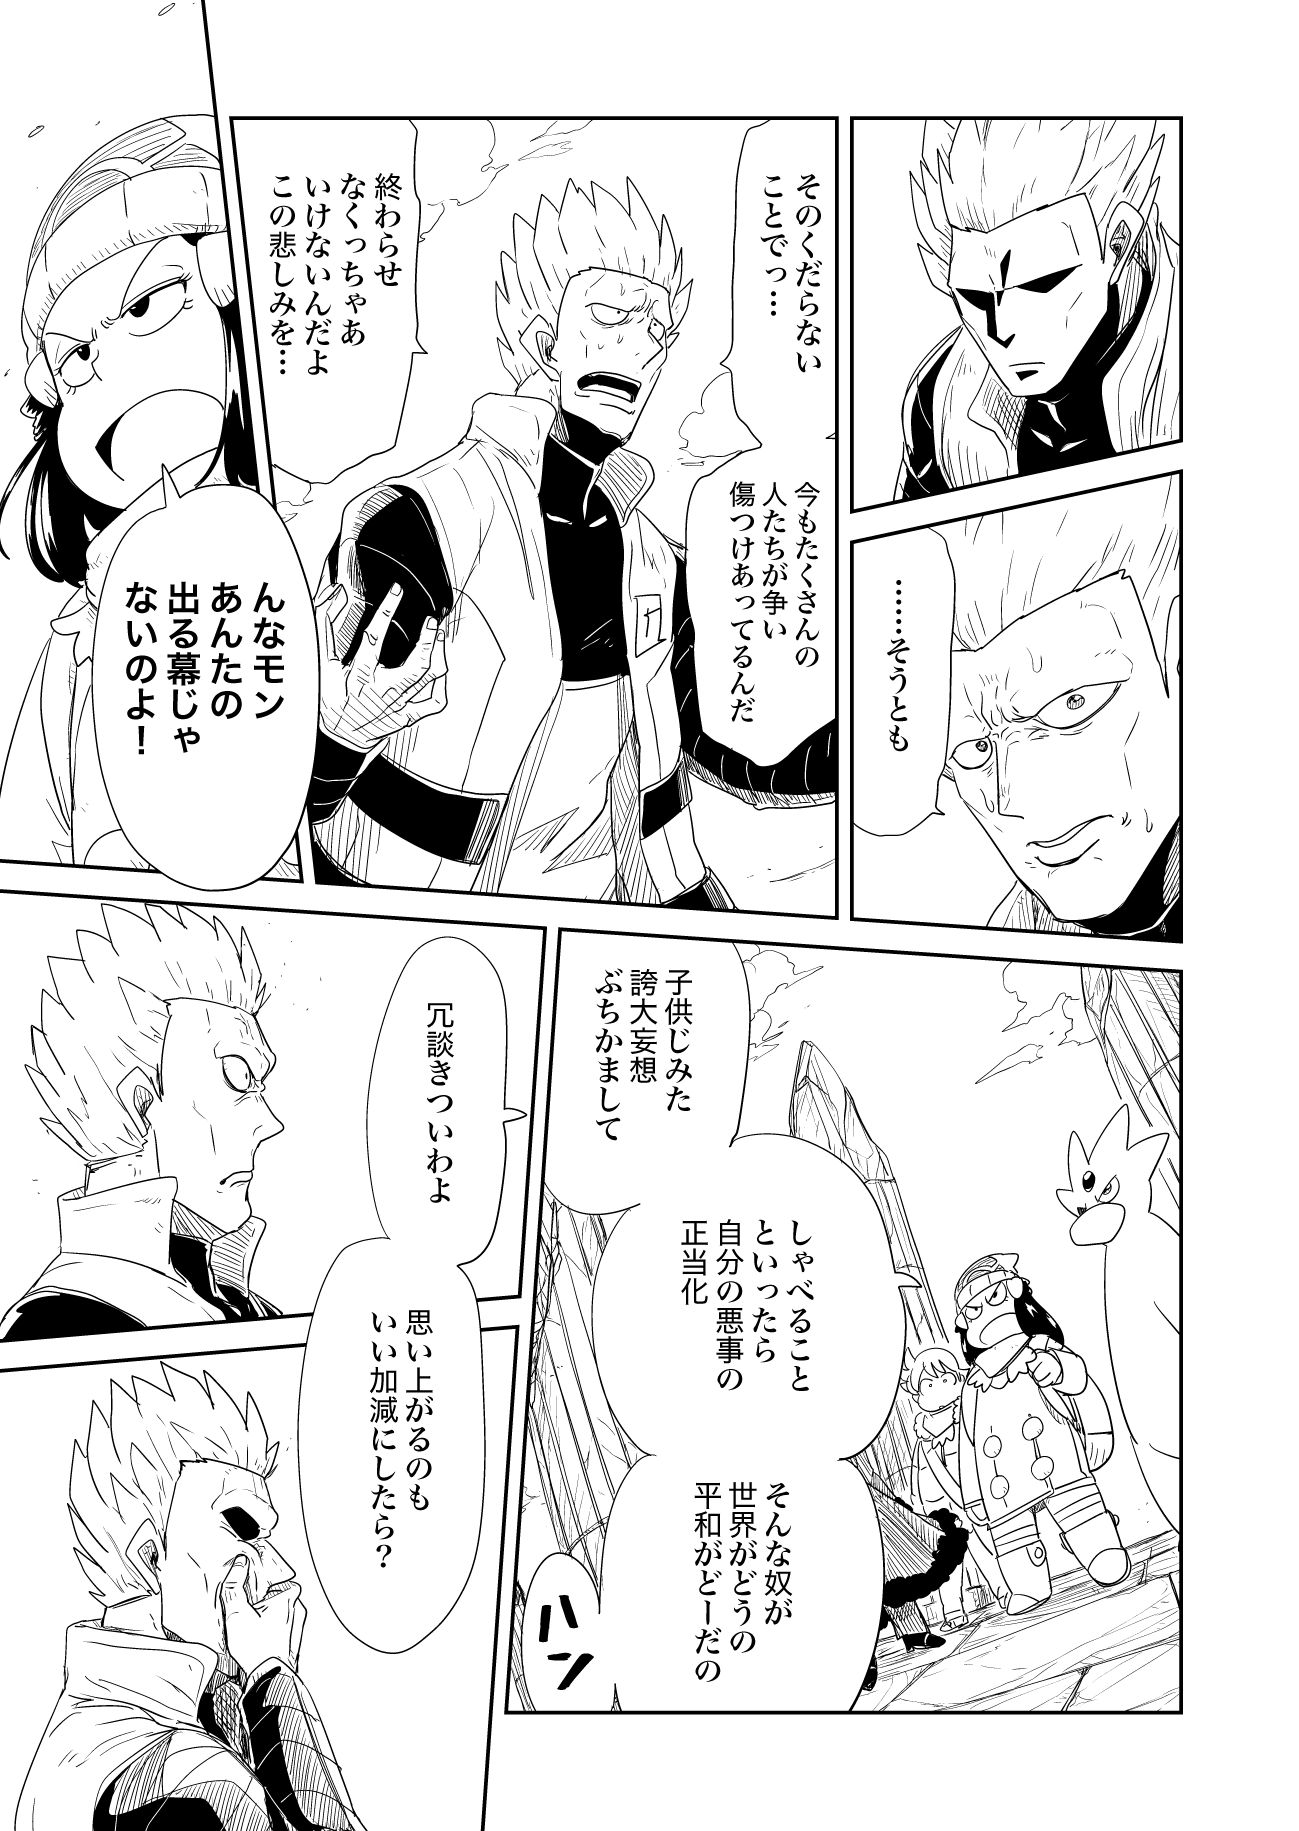 ……そうとも
そのくだらない
ことでっ…
今もたくさんの
人たちが争い
傷つけあってるんだ
終わらせ
なくっちゃあ
いけないんだよ
この悲しみを…
んなモン
あんたの
出る幕じゃ
ないのよ！
子供じみた
誇大妄想
ぶちかまして
しゃべること
といったら
自分の悪事の
正当化
そんな奴が
世界がどうの
平和がどーだの
ハン
冗談きついわよ
思い上がるのも
いい加減にしたら？